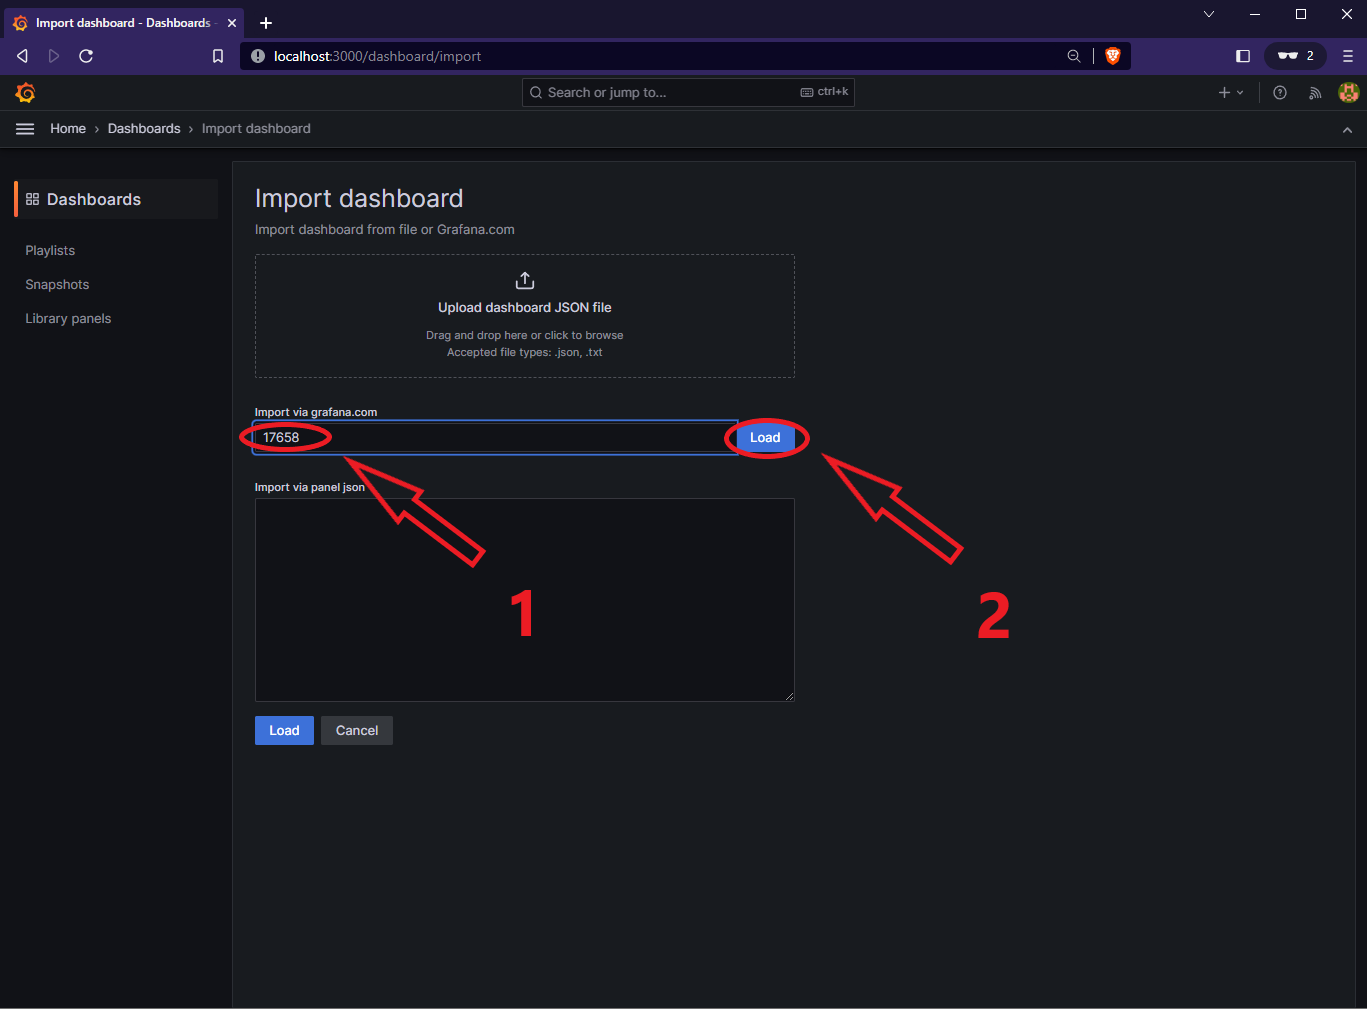 Import dashboard - Dashboards -
localhost:3000/dashboard/import
2
Search or jump to...
ctrl+k
Home › Dashboards › Import dashboard
Dashboards
Playlists
Snapshots
Library panels
Import dashboard
Import dashboard from file or Grafana.com
Upload dashboard JSON file
Drag and drop here or click to browse
Accepted file types: .json, .txt
Import via grafana.com
17658
Load
Import via panel json
1
2
Load
Cancel